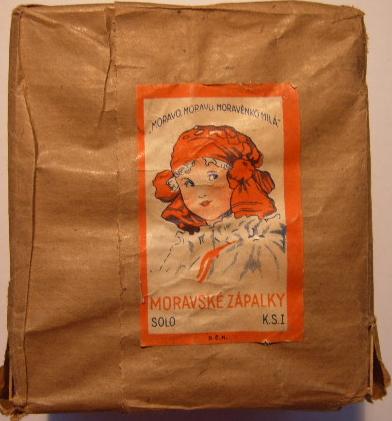 „MORAVO, MORAVO, MORAVĚNKO MILÁ"
MORAVSKÉ ZÁPALKY
SOLO K.S.I